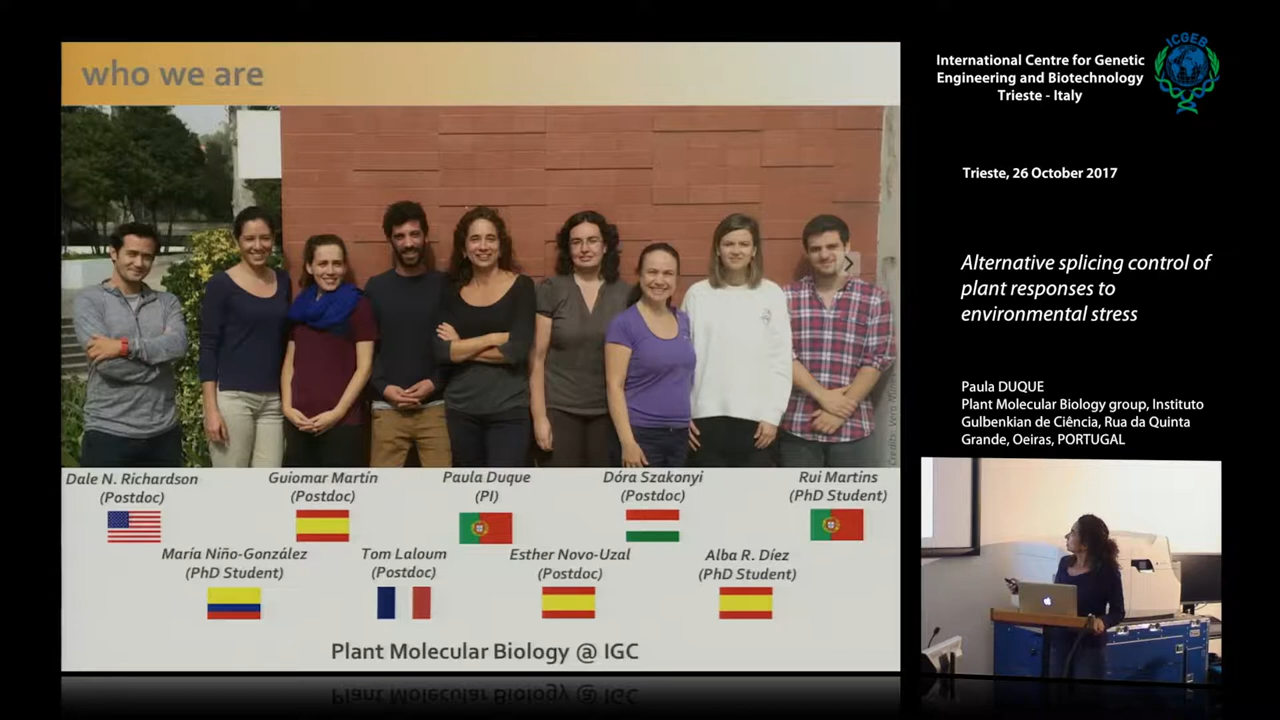 who we are
Credits: Vera
Dale N. Richardson
(Postdoc)
Guiomar Martín
(Postdoc)
Paula Duque
(PI)
Dóra Szakonyi
(Postdoc)
Rui Martins
(PhD Student)
María Niño-González
(PhD Student)
Tom Laloum
(Postdoc)
Esther Novo-Uzal
(Postdoc)
Alba R. Díez
(PhD Student)
Plant Molecular Biology @ IGC
International Centre for Genetic
Engineering and Biotechnology
Trieste - Italy
ICGEB
Trieste, 26 October 2017
Alternative splicing control of
plant responses to
environmental stress
Paula DUQUE
Plant Molecular Biology group, Instituto
Gulbenkian de Ciência, Rua da Quinta
Grande, Oeiras, PORTUGAL